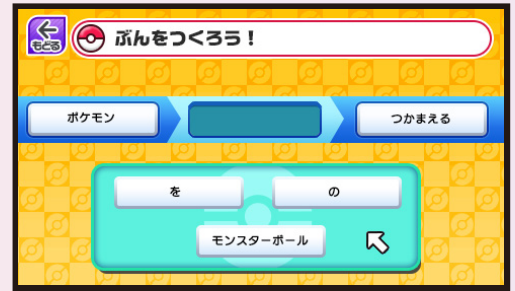 もどる
ぶんをつくろう！
ポケモン
つかまえる
を
の
モンスターボール